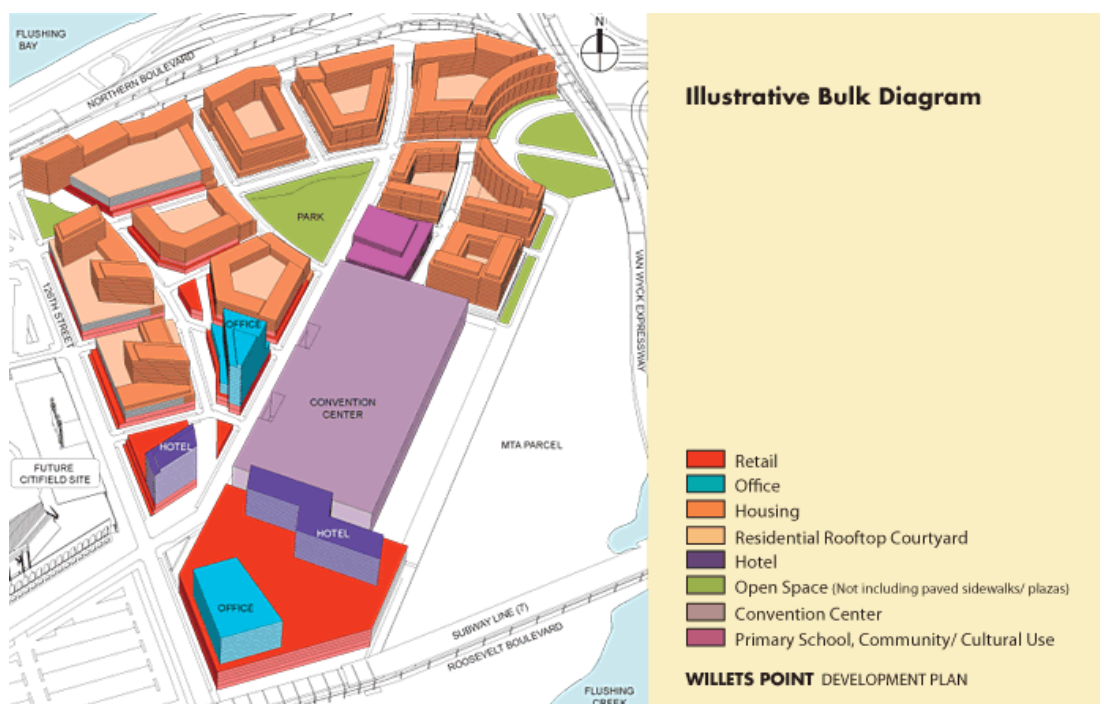 FLUSHING
BAY
NORTHERN BOULEVARD
N
PARK
126TH STREET
OFFICE
VAN WYCK EXPRESSWAY
CONVENTION
CENTER
HOTEL
MTA PARCEL
FUTURE
CITIFIELD SITE
HOTEL
OFFICE
SUBWAY LINE (7)
ROOSEVELT BOULEVARD
FLUSHING
CREEK
Illustrative Bulk Diagram
Retail
Office
Housing
Residential Rooftop Courtyard
Hotel
Open Space (Not including paved sidewalks/ plazas)
Convention Center
Primary School, Community/ Cultural Use
WILLETS POINT DEVELOPMENT PLAN